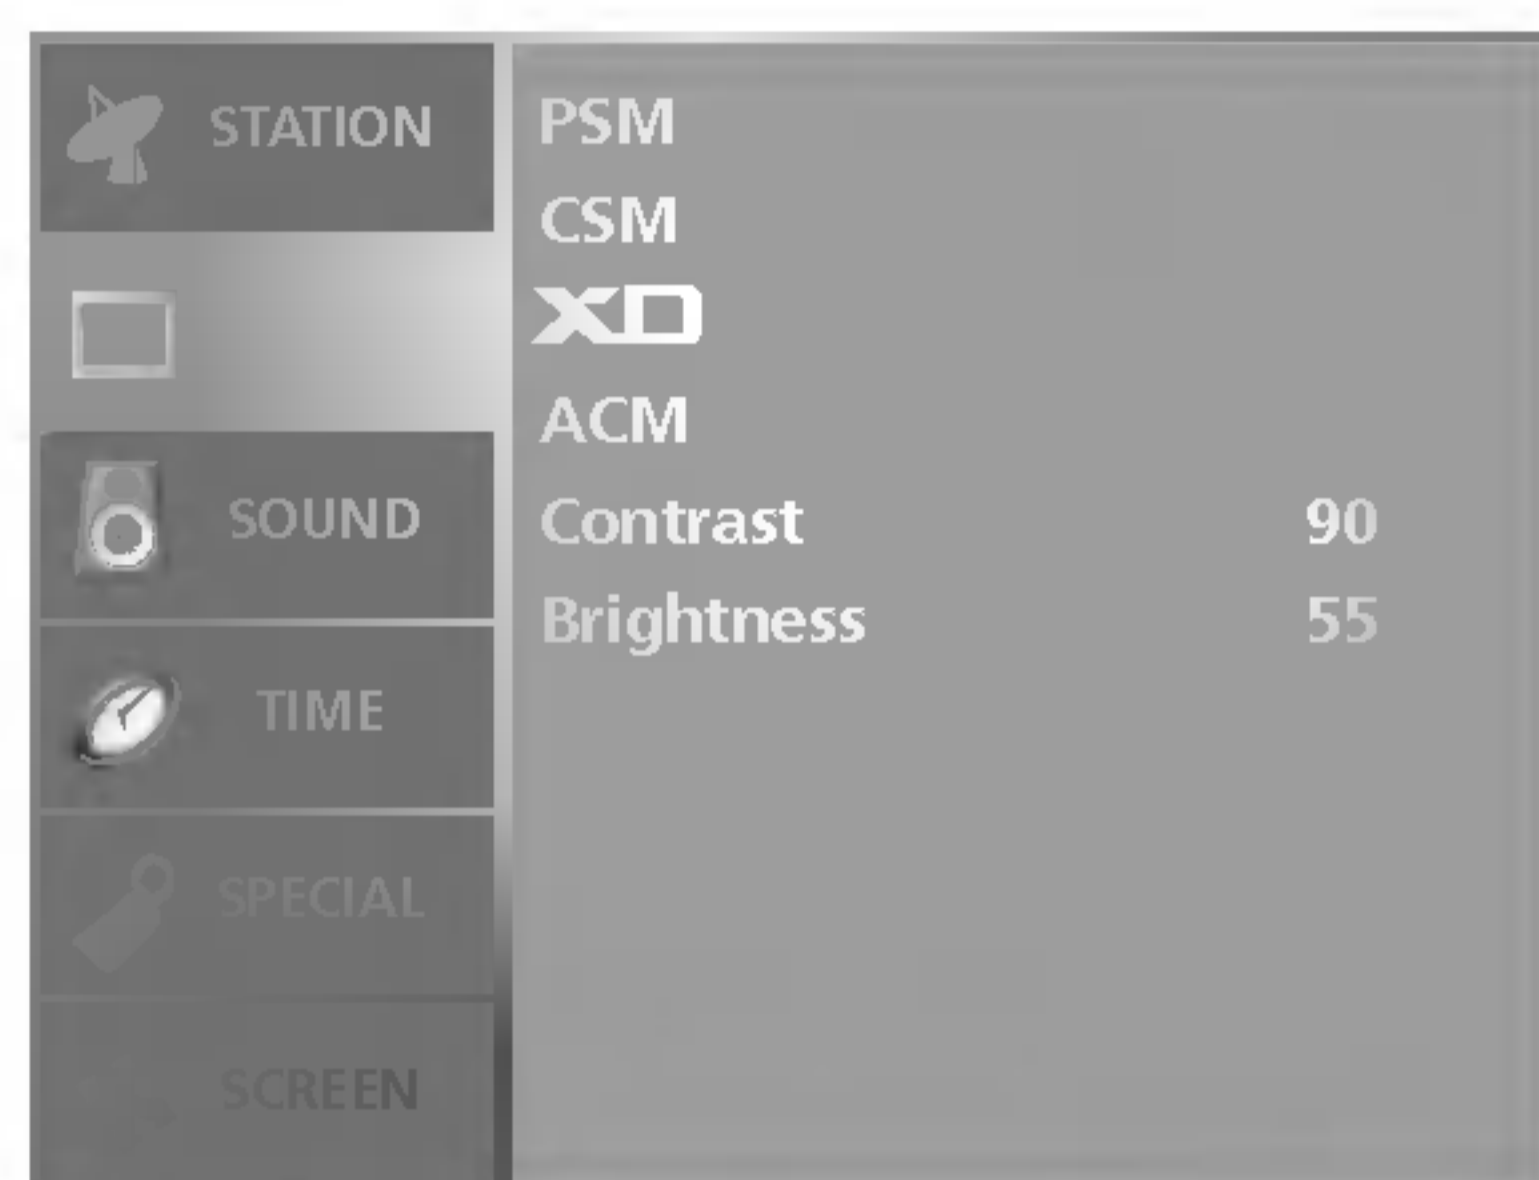 STATION
SOUND
TIME
SPECIAL
SCREEN
PSM
CSM
XD
ACM
Contrast 90
Brightness 55